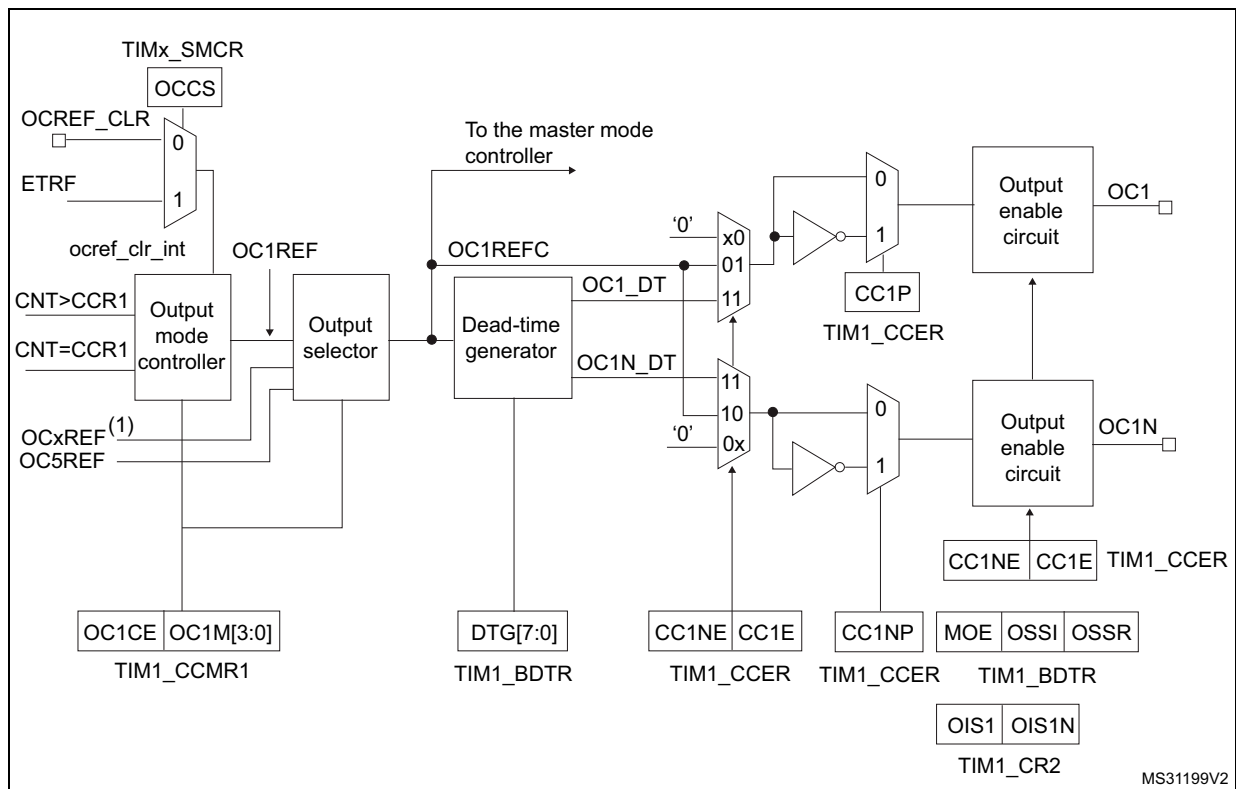 TIMx_SMCR
OCCS
OCREF_CLR
0
ETRF
1
ocref_clr_int
To the master mode
controller
OC1REF
OC1REFC
CNT>CCR1
CNT=CCR1
Output
mode
controller
Output
selector
Dead-time
generator
OC1_DT
OC1N_DT
OCxREF(1)
OC5REF
'0'
x0
01
11
11
10
'0'
0x
0
1
CC1P
TIM1_CCER
Output
enable
circuit
OC1
0
1
Output
enable
circuit
OC1N
CC1NE CC1E TIM1_CCER
OC1CE OC1M[3:0]
TIM1_CCMR1
DTG[7:0]
TIM1_BDTR
CC1NE CC1E
TIM1_CCER
CC1NP
TIM1_CCER
MOE OSSI OSSR
TIM1_BDTR
OIS1 OIS1N
TIM1_CR2
MS31199V2